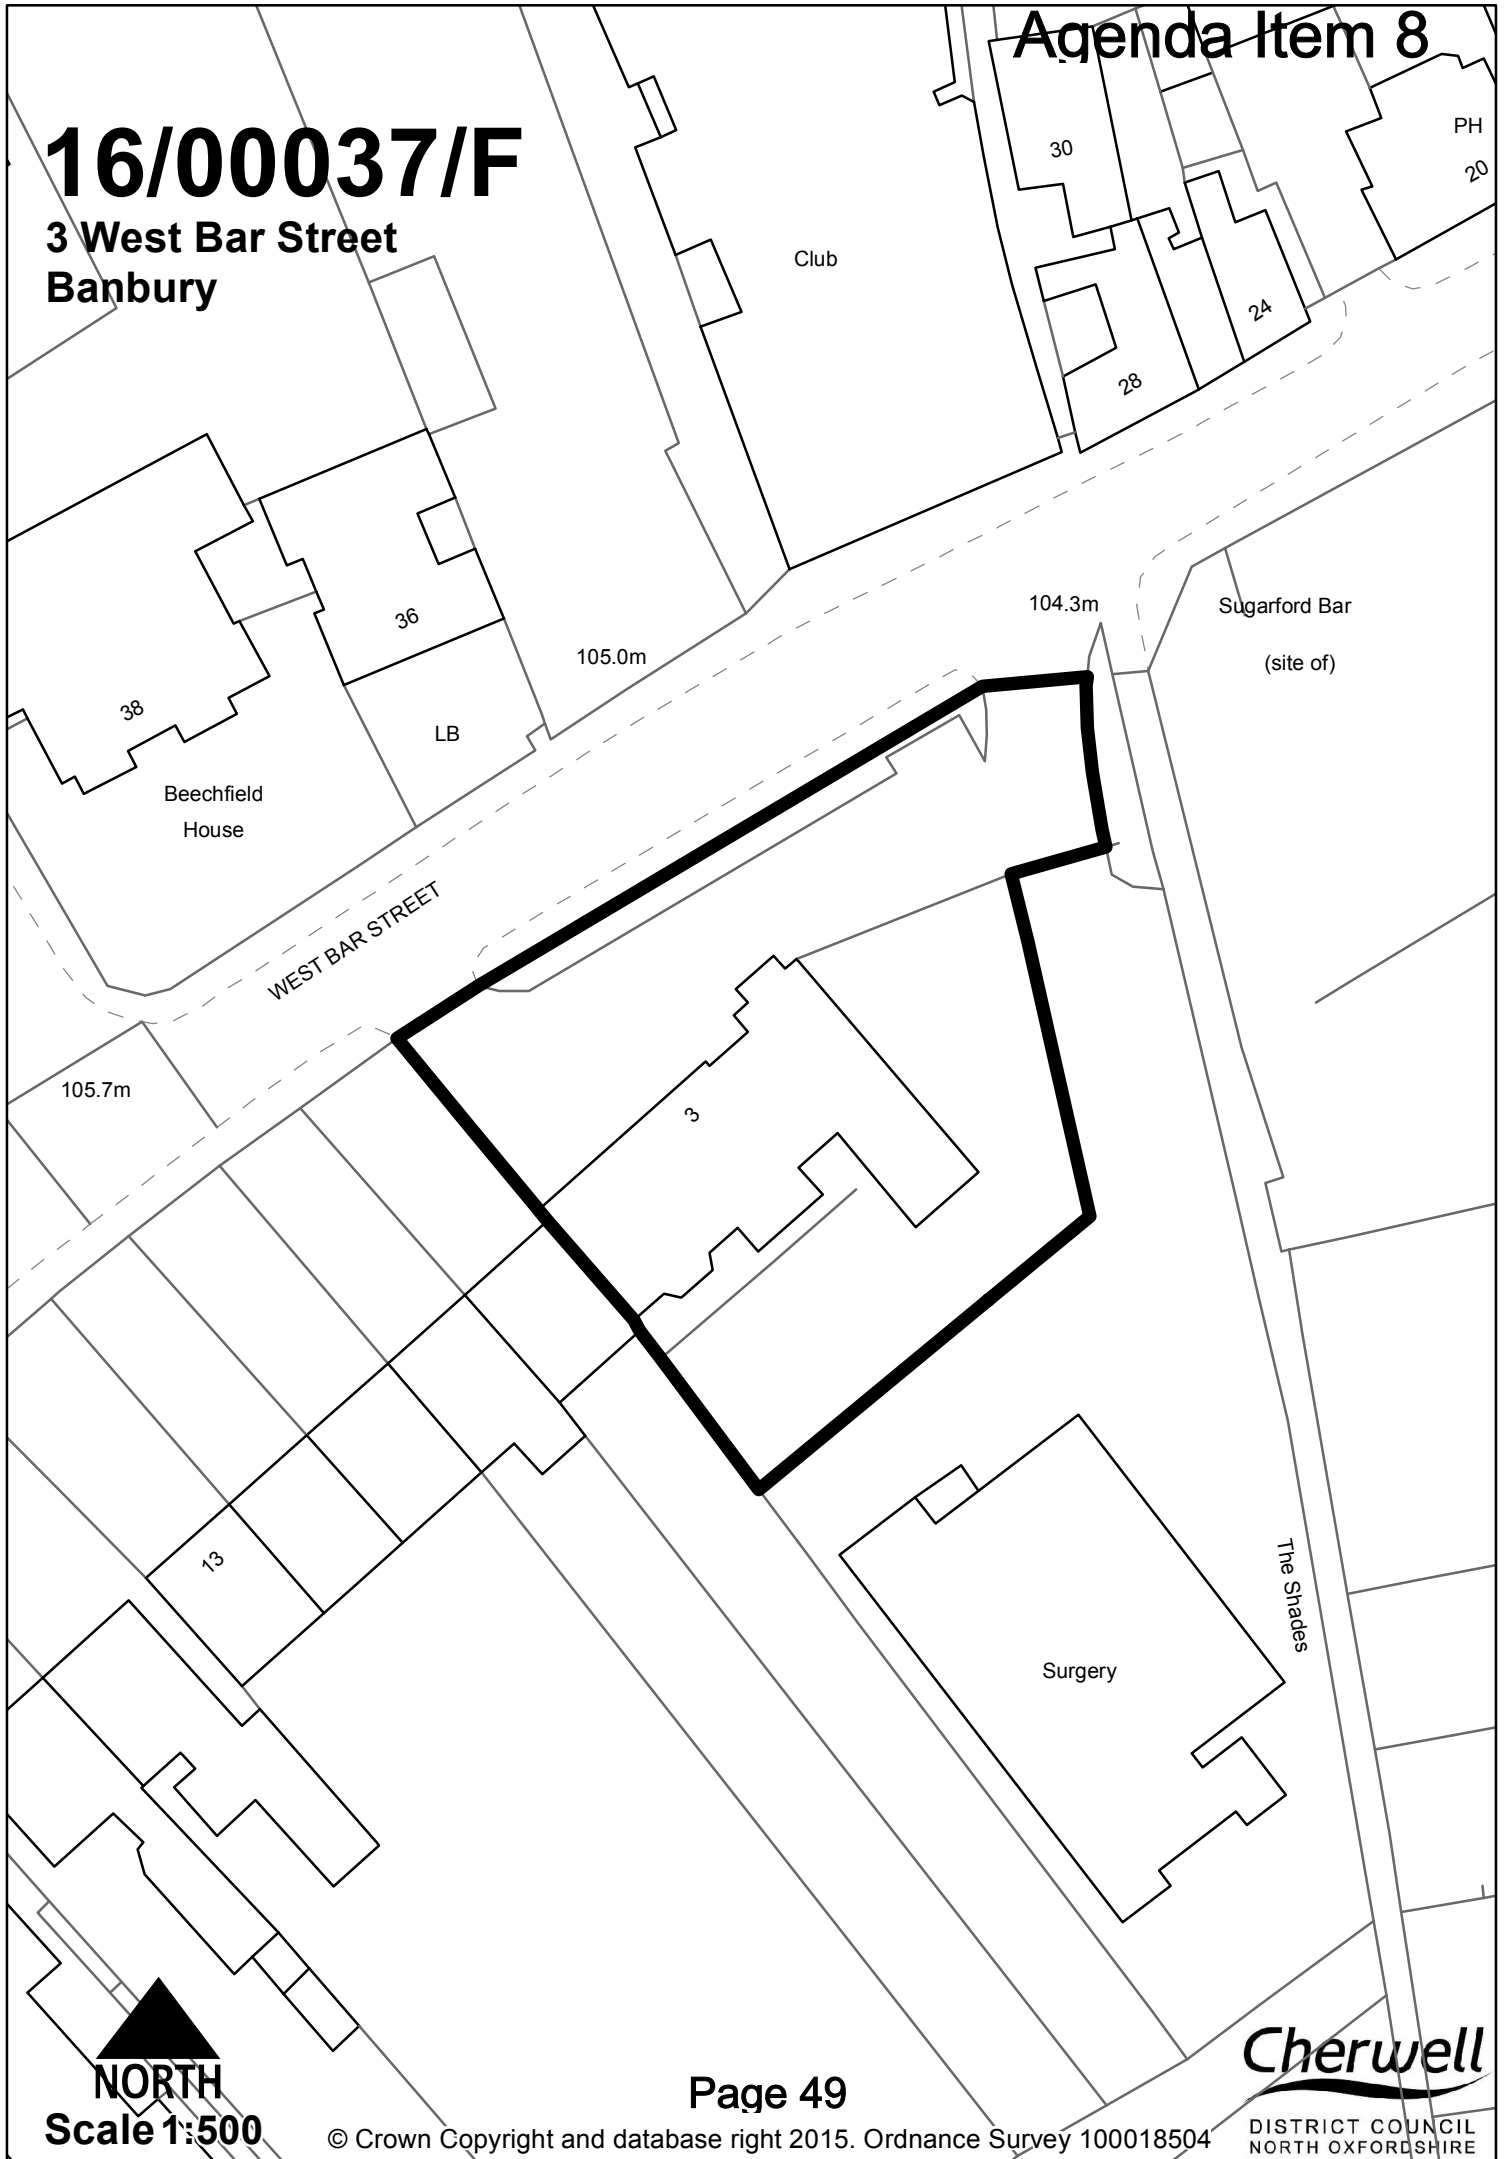 Agenda Item 8
16/00037/F
3 West Bar Street
Banbury
PH
20
30
Club
24
28
36
38
LB
105.0m
104.3m
Sugarford Bar
(site of)
Beechfield
House
WEST BAR STREET
105.7m
3
13
The Shades
Surgery
NORTH
Scale 1:500
Page 49
© Crown Copyright and database right 2015. Ordnance Survey 100018504
Cherwell
DISTRICT COUNCIL
NORTH OXFORDSHIRE